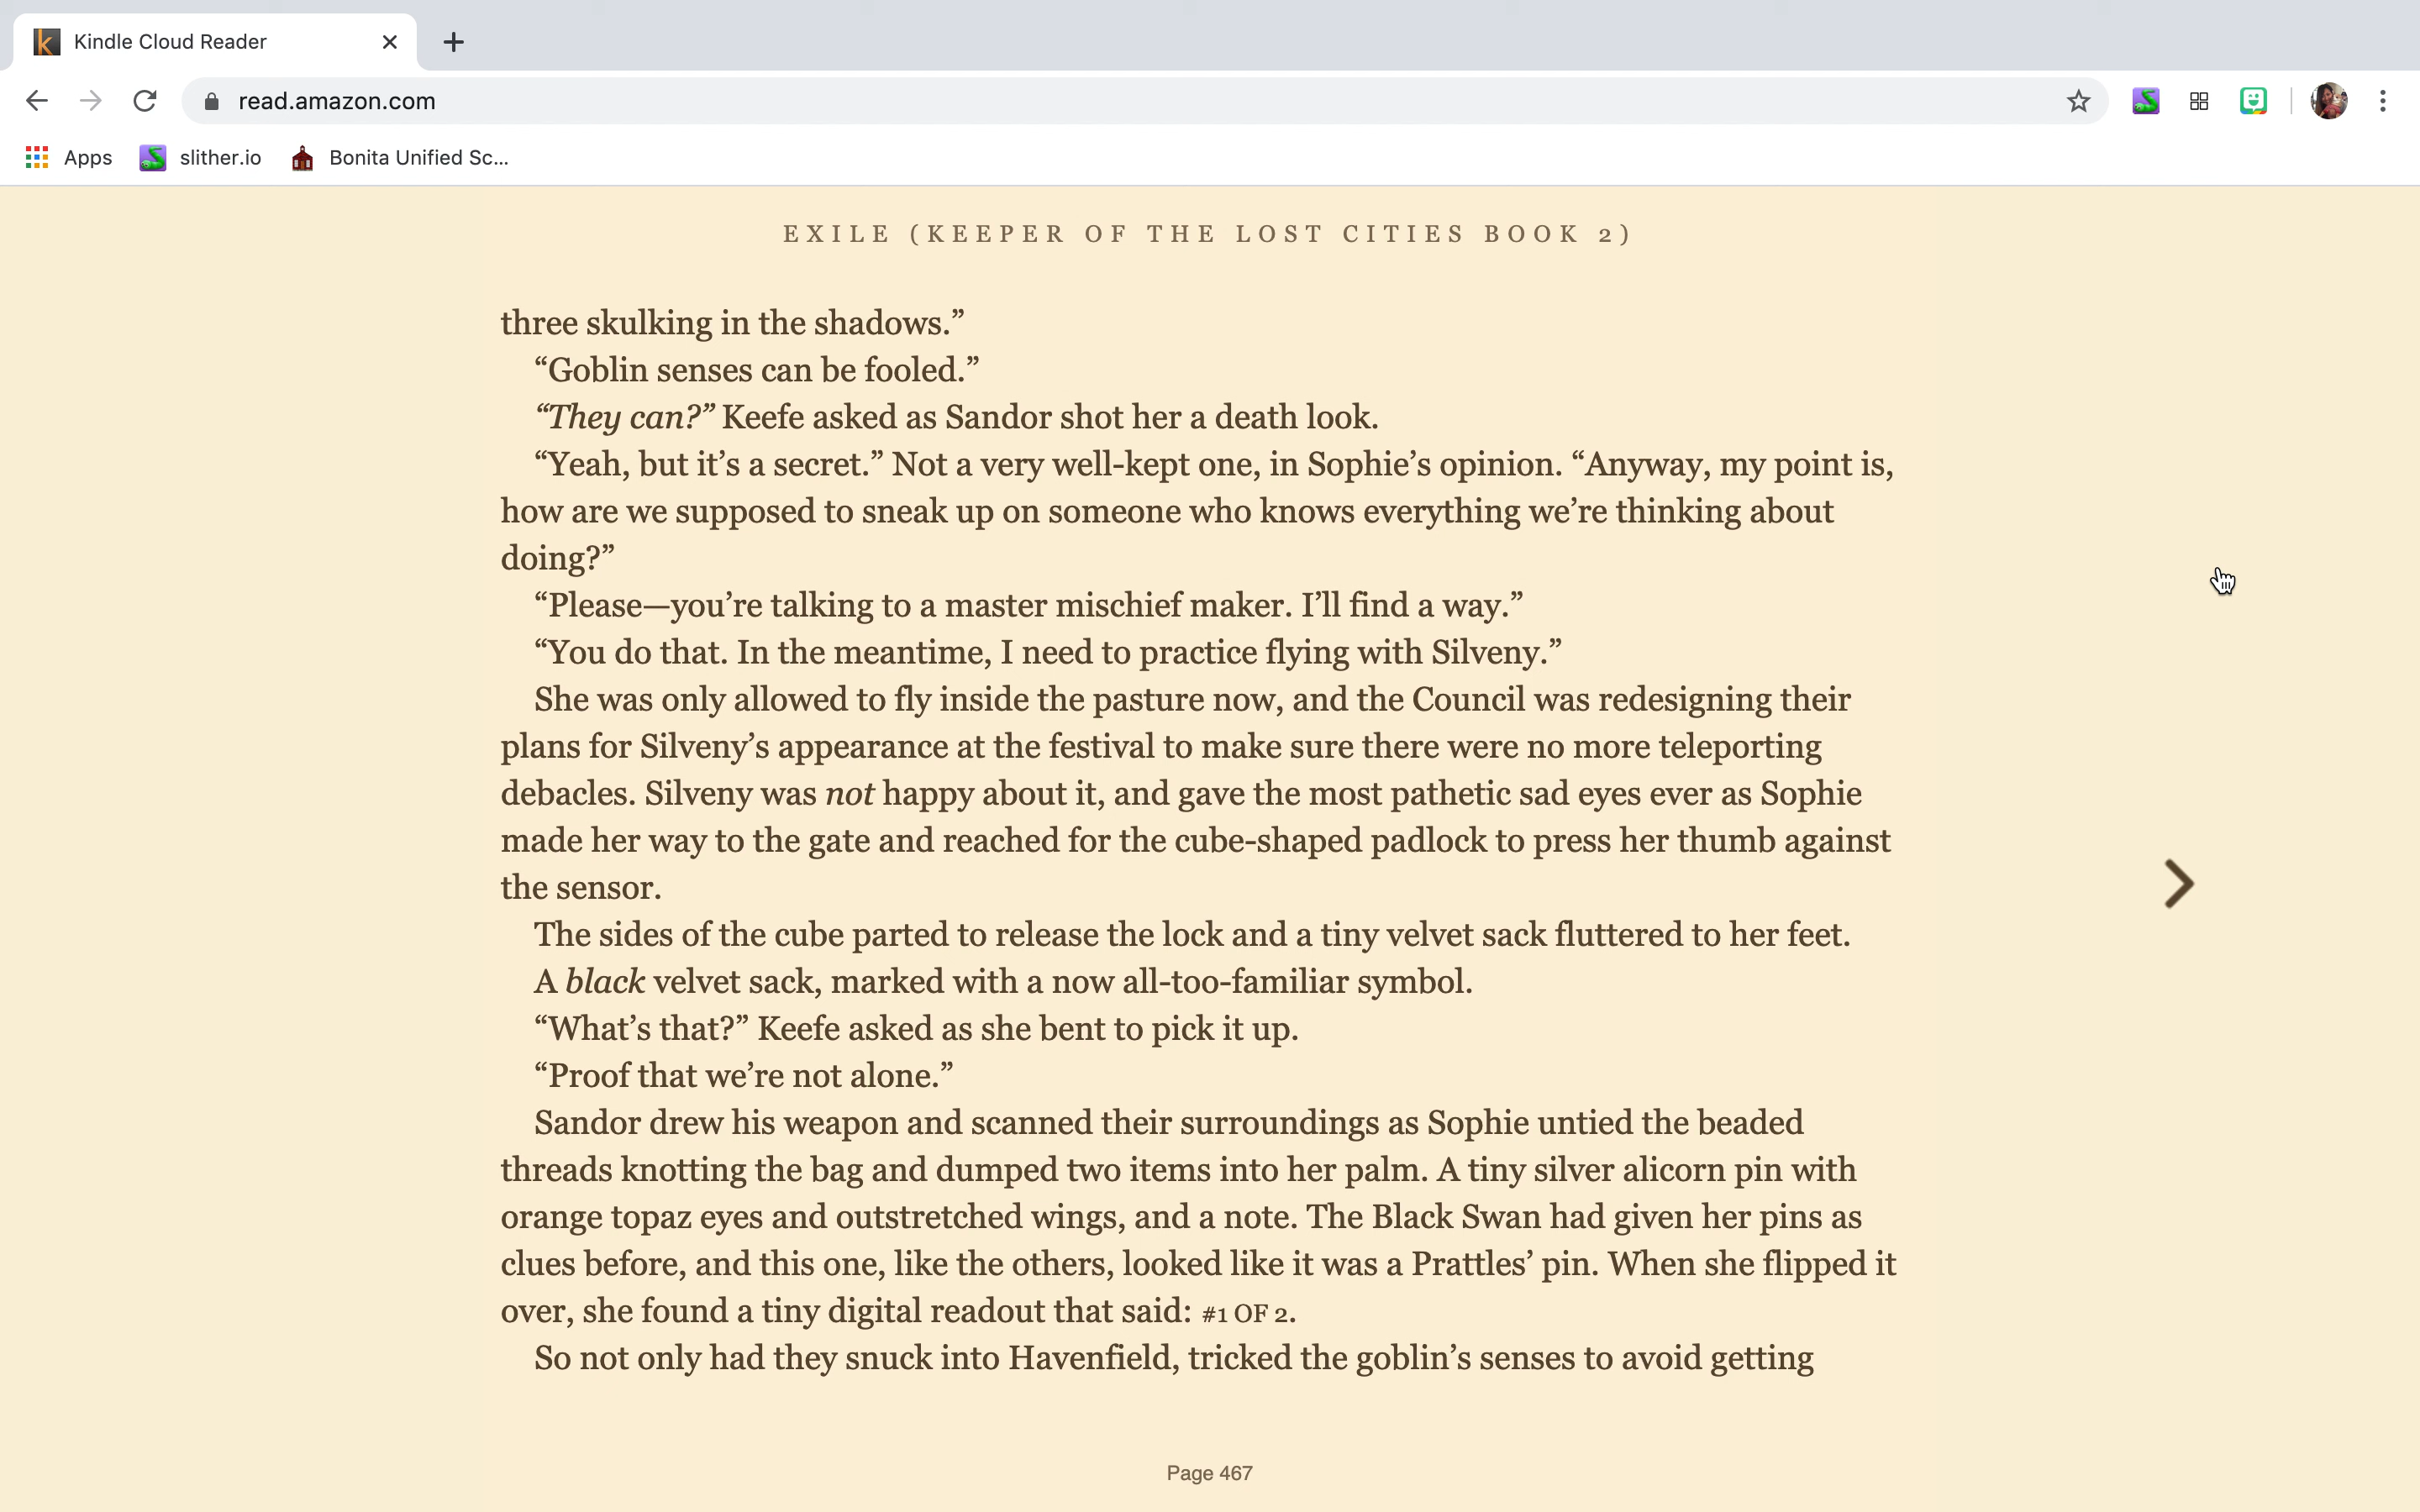 Kindle Cloud Reader
read.amazon.com
Apps
slither.io
Bonita Unified Sc...
EXILE (KEEPER OF THE LOST CITIES BOOK 2)
three skulking in the shadows.”
“Goblin senses can be fooled.”
“They can?” Keefe asked as Sandor shot her a death look.
“Yeah, but it’s a secret.” Not a very well-kept one, in Sophie’s opinion. “Anyway, my point is,
how are we supposed to sneak up on someone who knows everything we’re thinking about
doing?”
“Please—you’re talking to a master mischief maker. I’ll find a way.”
“You do that. In the meantime, I need to practice flying with Silveny.”
She was only allowed to fly inside the pasture now, and the Council was redesigning their
plans for Silveny’s appearance at the festival to make sure there were no more teleporting
debacles. Silveny was not happy about it, and gave the most pathetic sad eyes ever as Sophie
made her way to the gate and reached for the cube-shaped padlock to press her thumb against
the sensor.
The sides of the cube parted to release the lock and a tiny velvet sack fluttered to her feet.
A black velvet sack, marked with a now all-too-familiar symbol.
“What’s that?” Keefe asked as she bent to pick it up.
“Proof that we’re not alone.”
Sandor drew his weapon and scanned their surroundings as Sophie untied the beaded
threads knotting the bag and dumped two items into her palm. A tiny silver alicorn pin with
orange topaz eyes and outstretched wings, and a note. The Black Swan had given her pins as
clues before, and this one, like the others, looked like it was a Prattles’ pin. When she flipped it
over, she found a tiny digital readout that said: #1 OF 2.
So not only had they snuck into Havenfield, tricked the goblin’s senses to avoid getting
Page 467